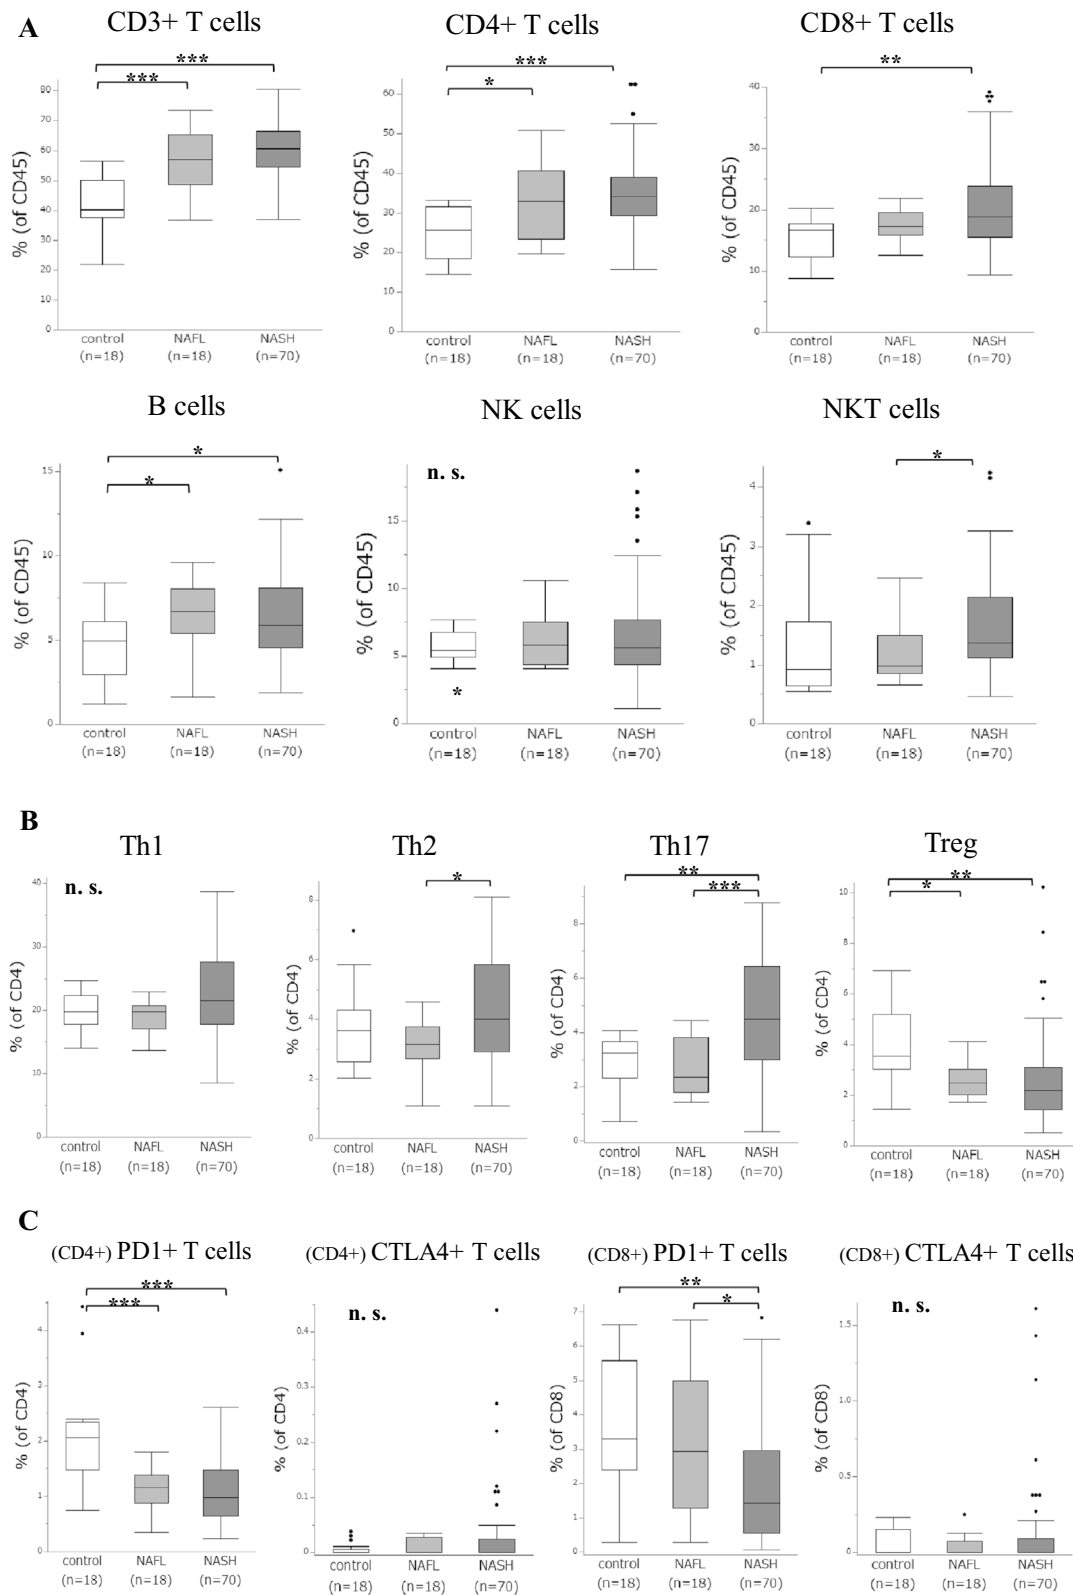 A
CD3+ T cells
CD4+ T cells
CD8+ T cells
***
***
% (of CD45)
80
70
60
50
40
30
20
10
0
control
NAFL
NASH
(n=18)
(n=18)
(n=70)
***
*
% (of CD45)
60
50
40
30
20
10
0
control
NAFL
NASH
(n=18)
(n=18)
(n=70)
**
% (of CD45)
40
30
20
10
0
control
NAFL
NASH
(n=18)
(n=18)
(n=70)
B cells
NK cells
NKT cells
*
*
% (of CD45)
15
10
5
0
control
NAFL
NASH
(n=18)
(n=18)
(n=70)
n. s.
% (of CD45)
15
10
5
0
*
control
NAFL
NASH
(n=18)
(n=18)
(n=70)
*
% (of CD45)
4
3
2
1
0
control
NAFL
NASH
(n=18)
(n=18)
(n=70)
B
Th1
Th2
Th17
Treg
n. s.
% (of CD4)
40
30
20
10
0
control
NAFL
NASH
(n=18)
(n=18)
(n=70)
*
% (of CD4)
8
6
4
2
0
control
NAFL
NASH
(n=18)
(n=18)
(n=70)
**
***
% (of CD4)
8
6
4
2
0
control
NAFL
NASH
(n=18)
(n=18)
(n=70)
**
*
% (of CD4)
10
8
6
4
2
0
control
NAFL
NASH
(n=18)
(n=18)
(n=70)
C
(CD4+) PD1+ T cells
(CD4+) CTLA4+ T cells
(CD8+) PD1+ T cells
(CD8+) CTLA4+ T cells
***
***
% (of CD4)
4
3
2
1
0
control
NAFL
NASH
(n=18)
(n=18)
(n=70)
n. s.
% (of CD4)
0.4
0.3
0.2
0.1
0
control
NAFL
NASH
(n=18)
(n=18)
(n=70)
**
*
% (of CD8)
7
6
5
4
3
2
1
0
control
NAFL
NASH
(n=18)
(n=18)
(n=70)
n. s.
% (of CD8)
1.5
1.0
0.5
0
control
NAFL
NASH
(n=18)
(n=18)
(n=70)